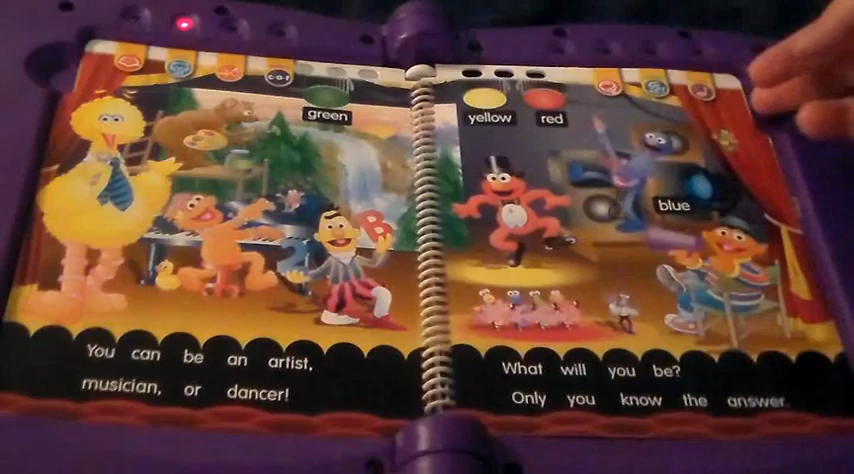 green
You can be an artist,
musician, or dancer!
yellow red
blue
B
What will you be?
Only you know the answer.